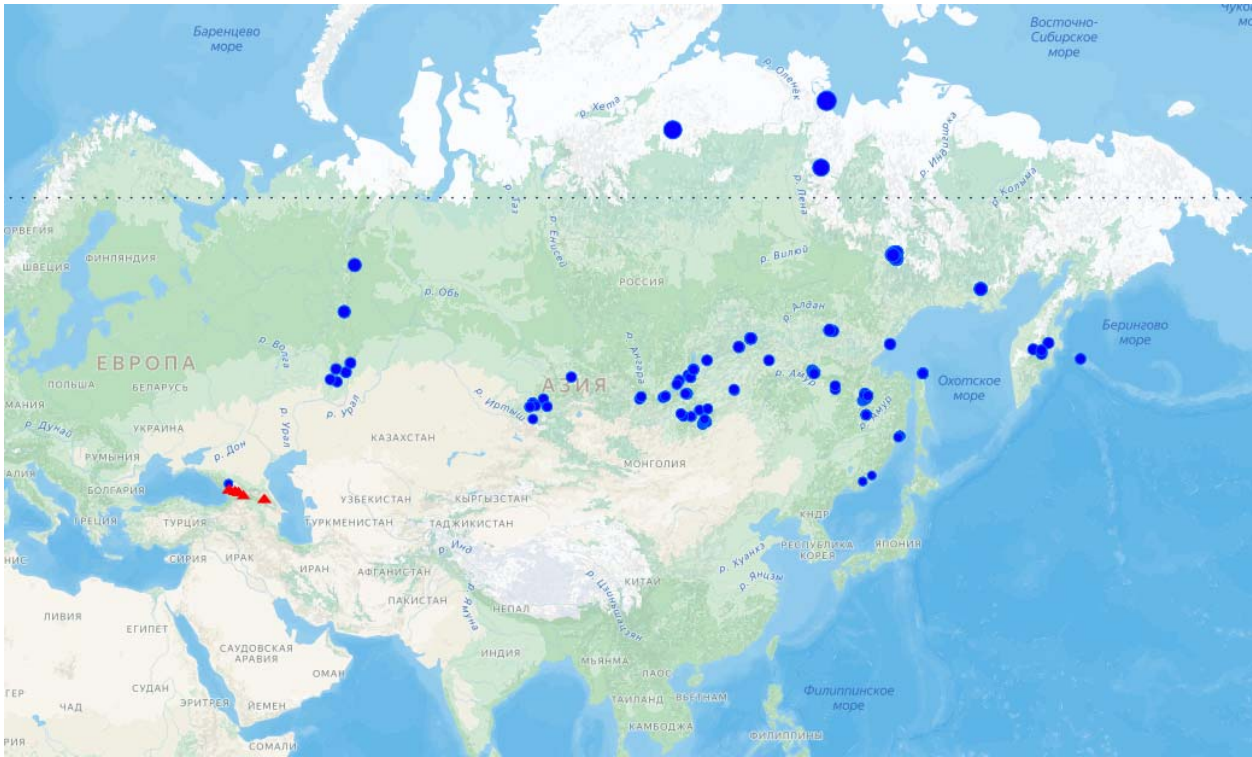 Баренцево
море
Восточно-
Сибирское
море
р. Оленёк
р. Хета
р. Колыма
р. Лена
р. Таз
р. Енисей
ШВЕЦИЯ
ФИНЛЯНДИЯ
р. Вилюй
РОССИЯ
р. Обь
р. Алдан
Берингово
море
р. Волга
ЕВРОПА
р. Ангара
р. Амур
Охотское
море
ПОЛЬША
БЕЛАРУСЬ
АЗИЯ
р. Иртыш
р. Урал
р. Амур
УКРАИНА
р. Урал
р. Дунай
р. Дон
КАЗАХСТАН
РУМЫНИЯ
МОНГОЛИЯ
БОЛГАРИЯ
УЗБЕКИСТАН
КЫРГЫЗСТАН
КНДР
ГРЕЦИЯ
ТУРЦИЯ
ТУРКМЕНИСТАН
ТАДЖИКИСТАН
РЕСПУБЛИКА
КОРЕЯ
ЯПОНИЯ
СИРИЯ
ИРАК
ИРАН
р. Инд
АФГАНИСТАН
р. Хуанхэ
р. Янцзы
КИТАЙ
ПАКИСТАН
р. Ямуна
НЕПАЛ
р. Цзиньшацзян
ЛИВИЯ
ЕГИПЕТ
САУДОВСКАЯ
АРАВИЯ
ОМАН
ИНДИЯ
МЬЯНМА
ЛАОС
ЧАД
СУДАН
ЭРИТРЕЯ
ЙЕМЕН
ТАИЛАНД
ВЬЕТНАМ
Филиппинское
море
КАМБОДЖА
ФИЛИППИНЫ
СОМАЛИ